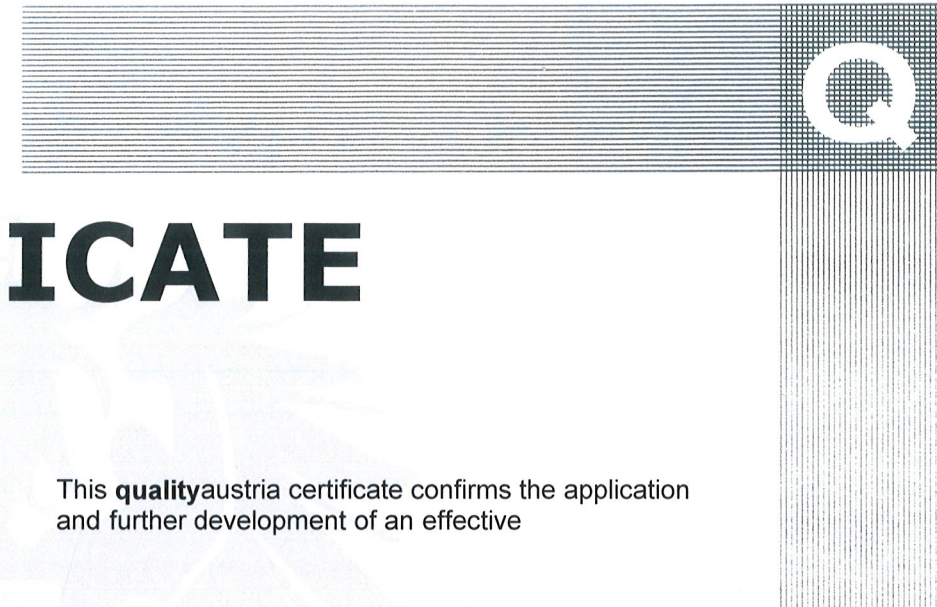 Q
ICATE
This qualityaustria certificate confirms the application
and further development of an effective